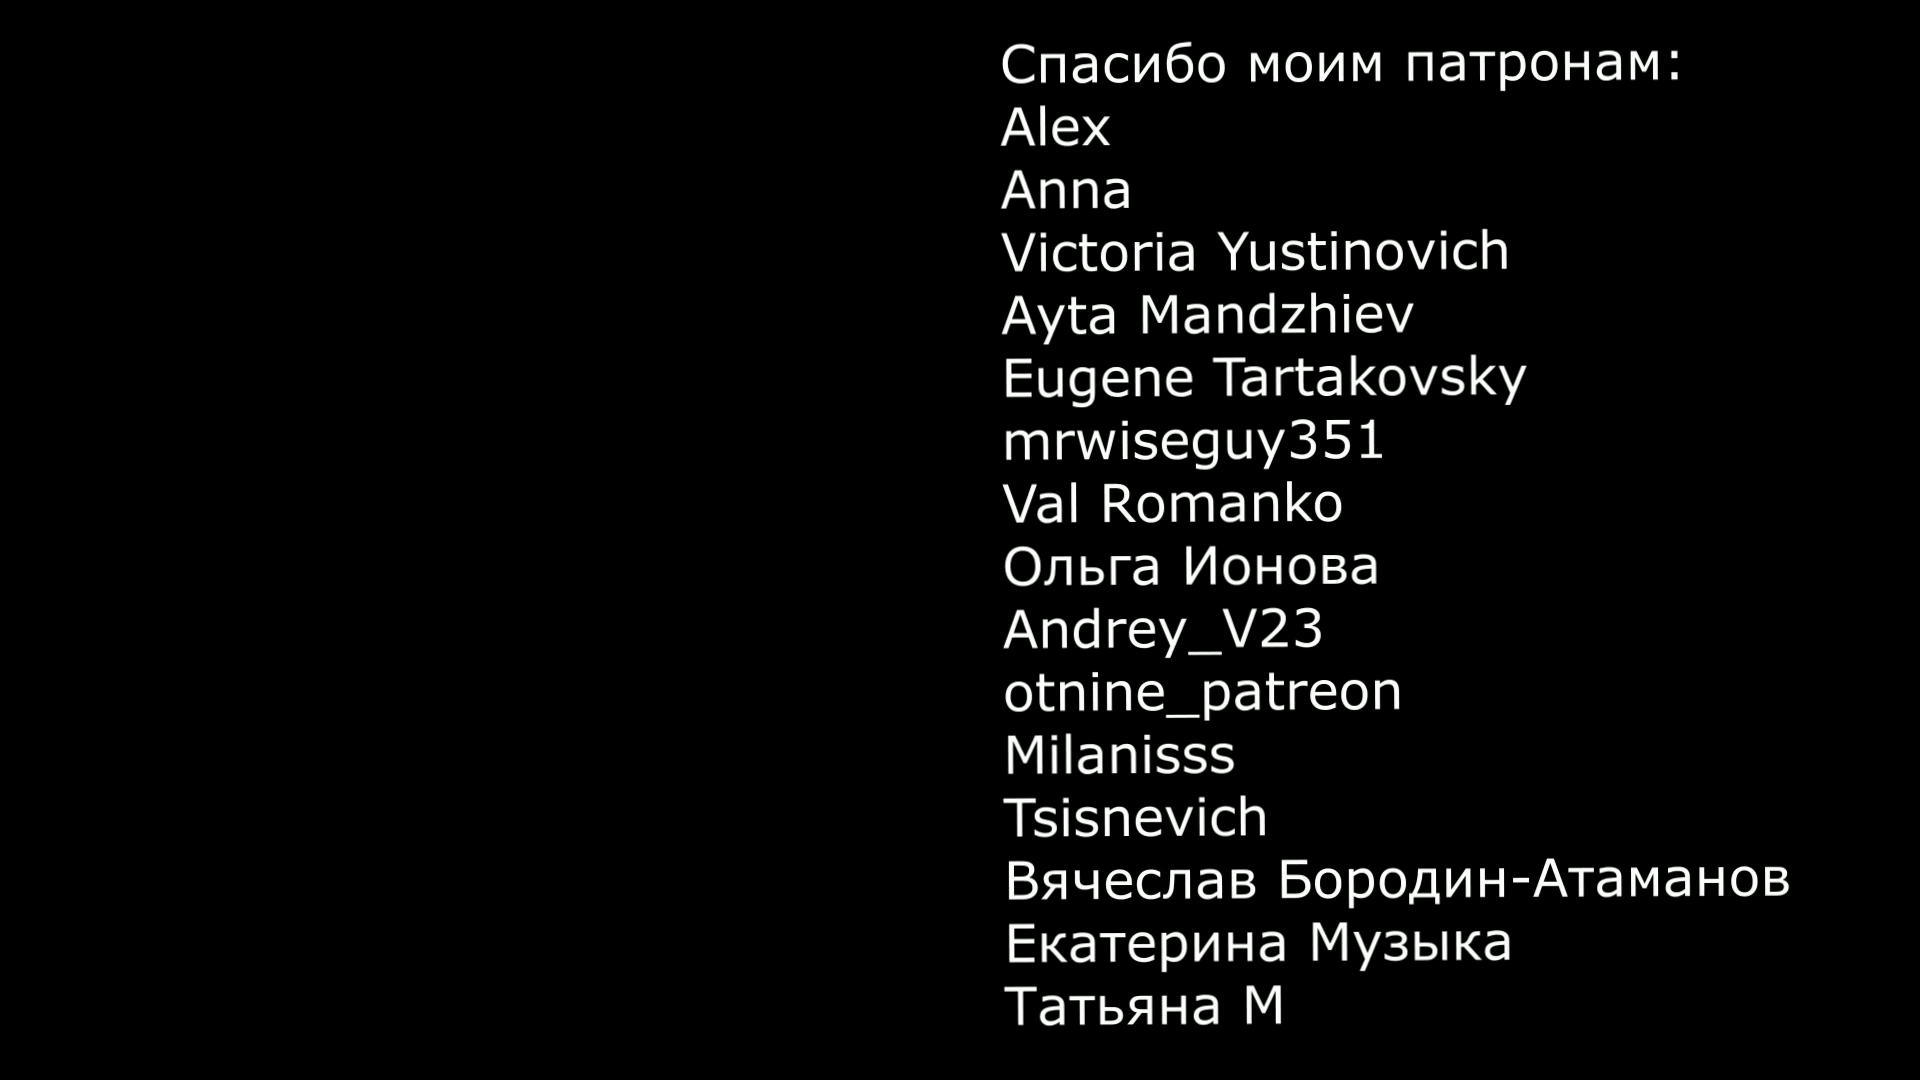 Спасибо моим патронам:
Alex
Anna
Victoria Yustinovich
Ayta Mandzhiev
Eugene Tartakovsky
mrwiseguy351
Val Romanko
Ольга Ионова
Andrey_V23
otnine_patreon
Milanisss
Tsisnevich
Вячеслав Бородин-Атаманов
Екатерина Музыка
Татьяна М